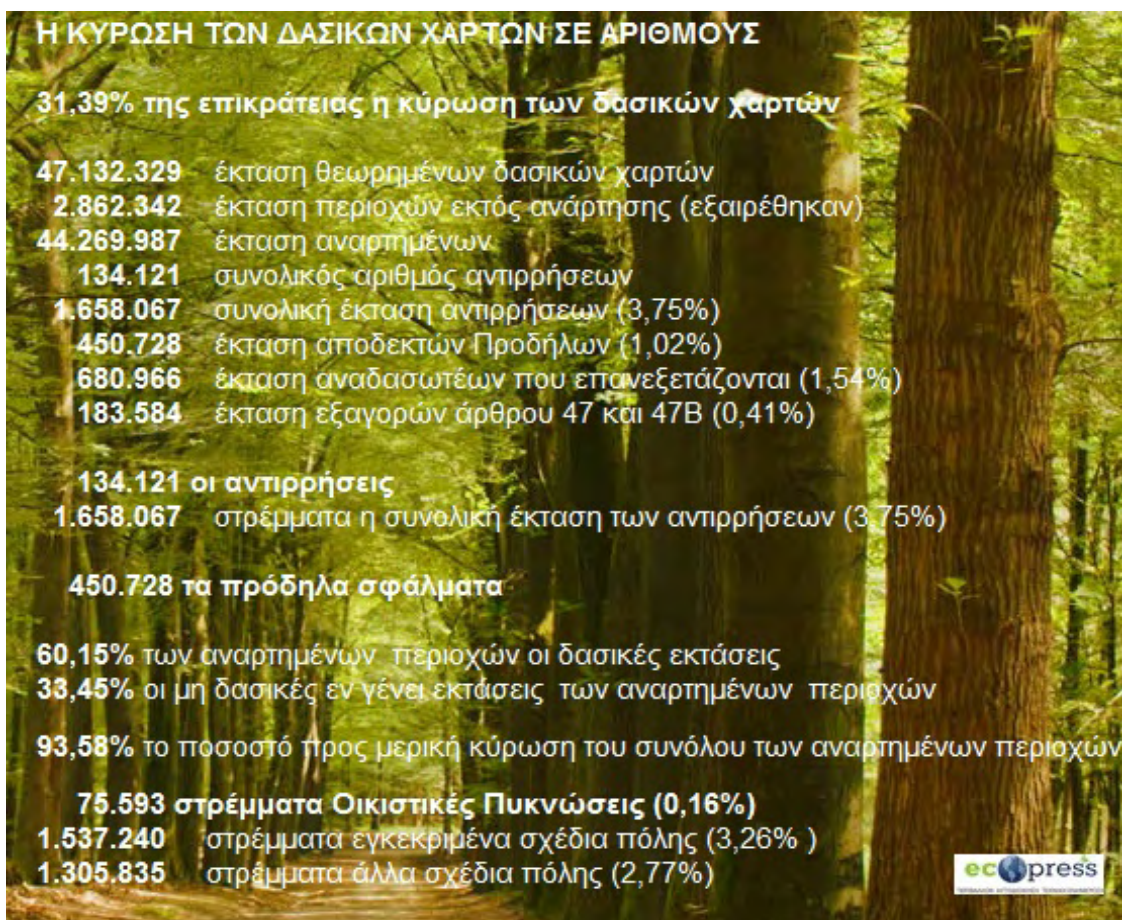 Η ΚΥΡΩΣΗ ΤΩΝ ΔΑΣΙΚΩΝ ΧΑΡΤΩΝ ΣΕ ΑΡΙΘΜΟΥΣ
31,39% της επικράτειας η κύρωση των δασικών χαρτών
47.132.329 έκταση θεωρημένων δασικών χαρτών
2.862.342 έκταση περιοχών εκτός ανάρτησης (εξαιρέθηκαν)
44.269.987 έκταση αναρτημένων
134.121 συνολικός αριθμός αντιρρήσεων
1.658.067 συνολική έκταση αντιρρήσεων (3,75%)
450.728 έκταση αποδεκτών Προδήλων (1,02%)
680.966 έκταση αναδασωτέων που επανεξετάζονται (1,54%)
183.584 έκταση εξαγορών άρθρου 47 και 47Β (0,41%)
134.121 οι αντιρρήσεις
1.658.067 στρέμματα η συνολική έκταση των αντιρρήσεων (3,75%)
450.728 τα πρόδηλα σφάλματα
60,15% των αναρτημένων περιοχών οι δασικές εκτάσεις
33,45% οι μη δασικές εν γένει εκτάσεις των αναρτημένων περιοχών
93,58% το ποσοστό προς μερική κύρωση του συνόλου των αναρτημένων περιοχών
75.593 στρέμματα Οικιστικές Πυκνώσεις (0,16%)
1.537.240 στρέμματα εγκεκριμένα σχέδια πόλης (3,26% )
1.305.835 στρέμματα άλλα σχέδια πόλης (2,77%)
ecopress